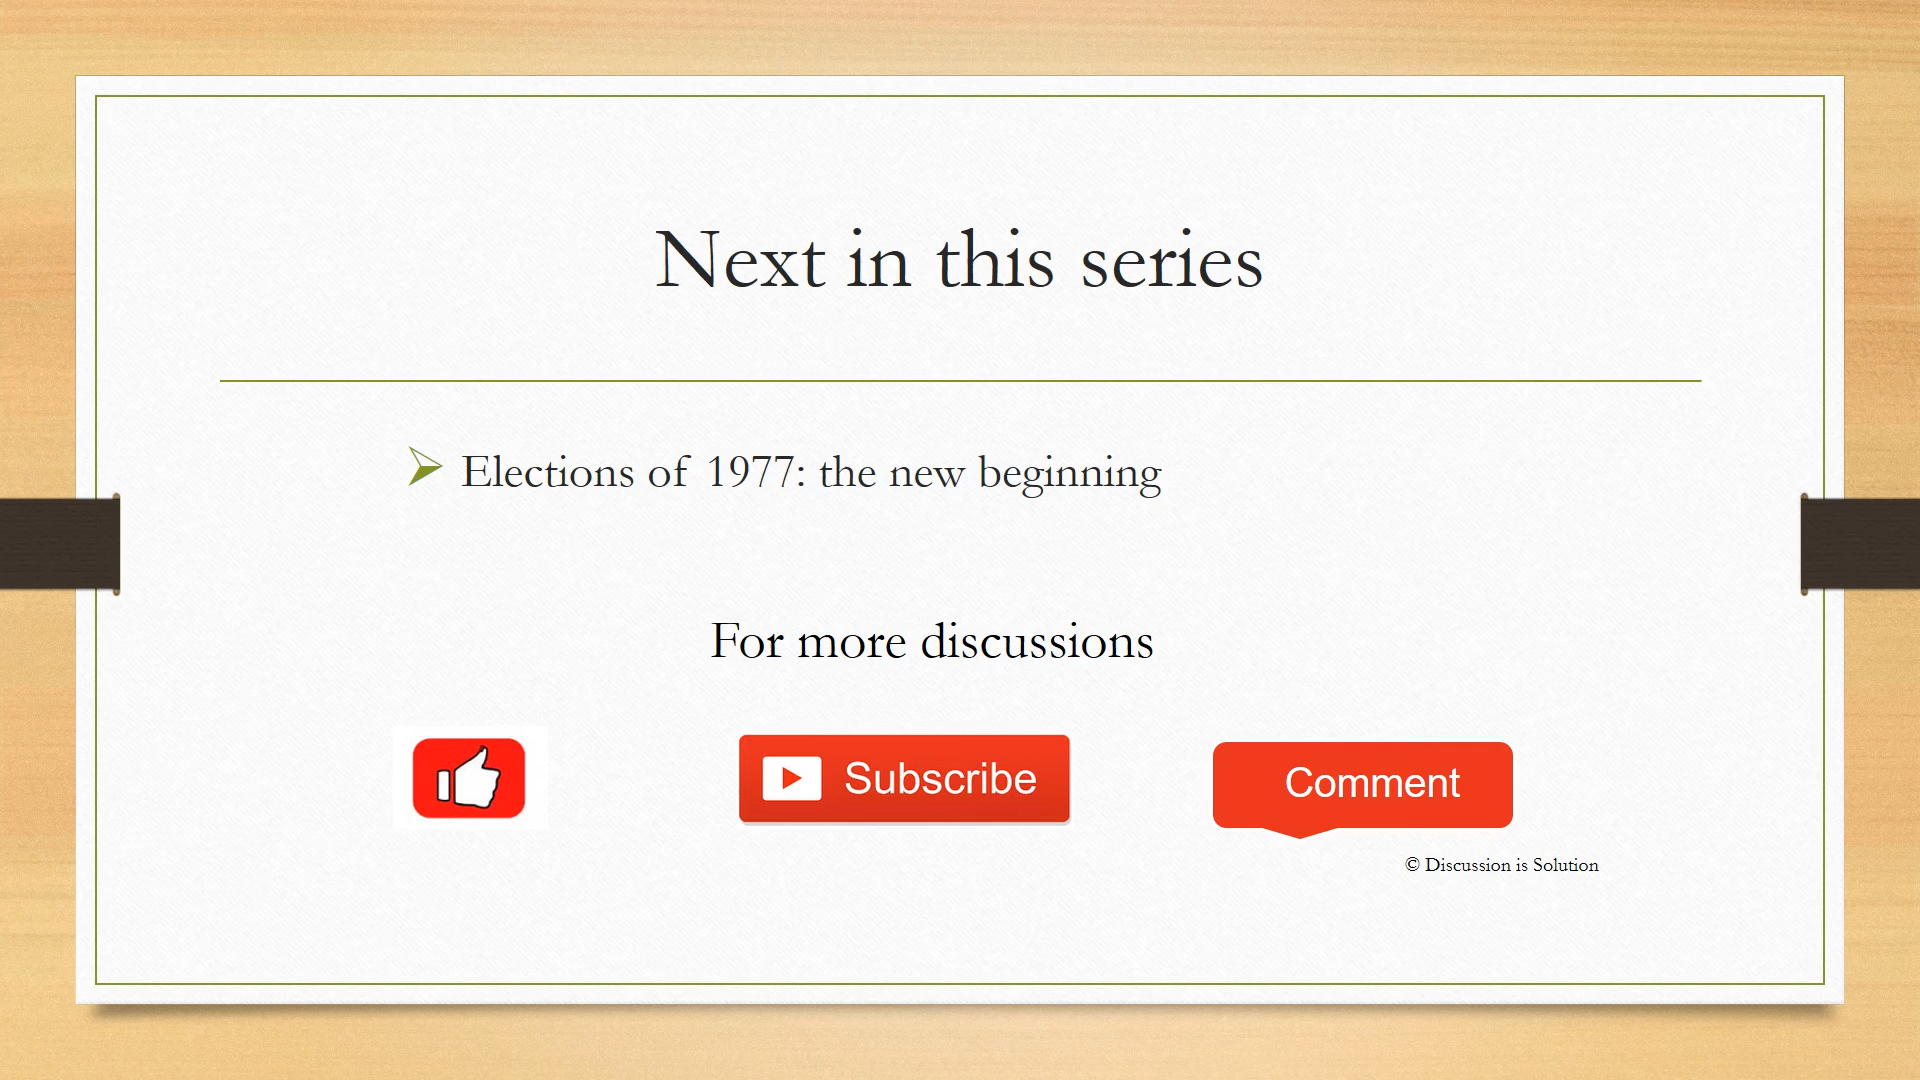 Next in this series
Elections of 1977: the new beginning
For more discussions
Subscribe
Comment
© Discussion is Solution